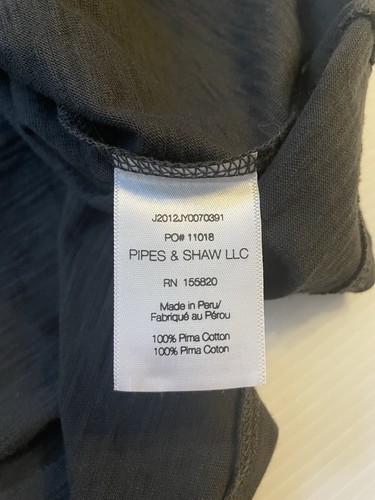 J2012JY0070391
PO# 11018
PIPES & SHAW LLC
RN 155820
Made in Peru/
Fabriqué au Pérou
100% Pima Cotton
100% Pima Coton